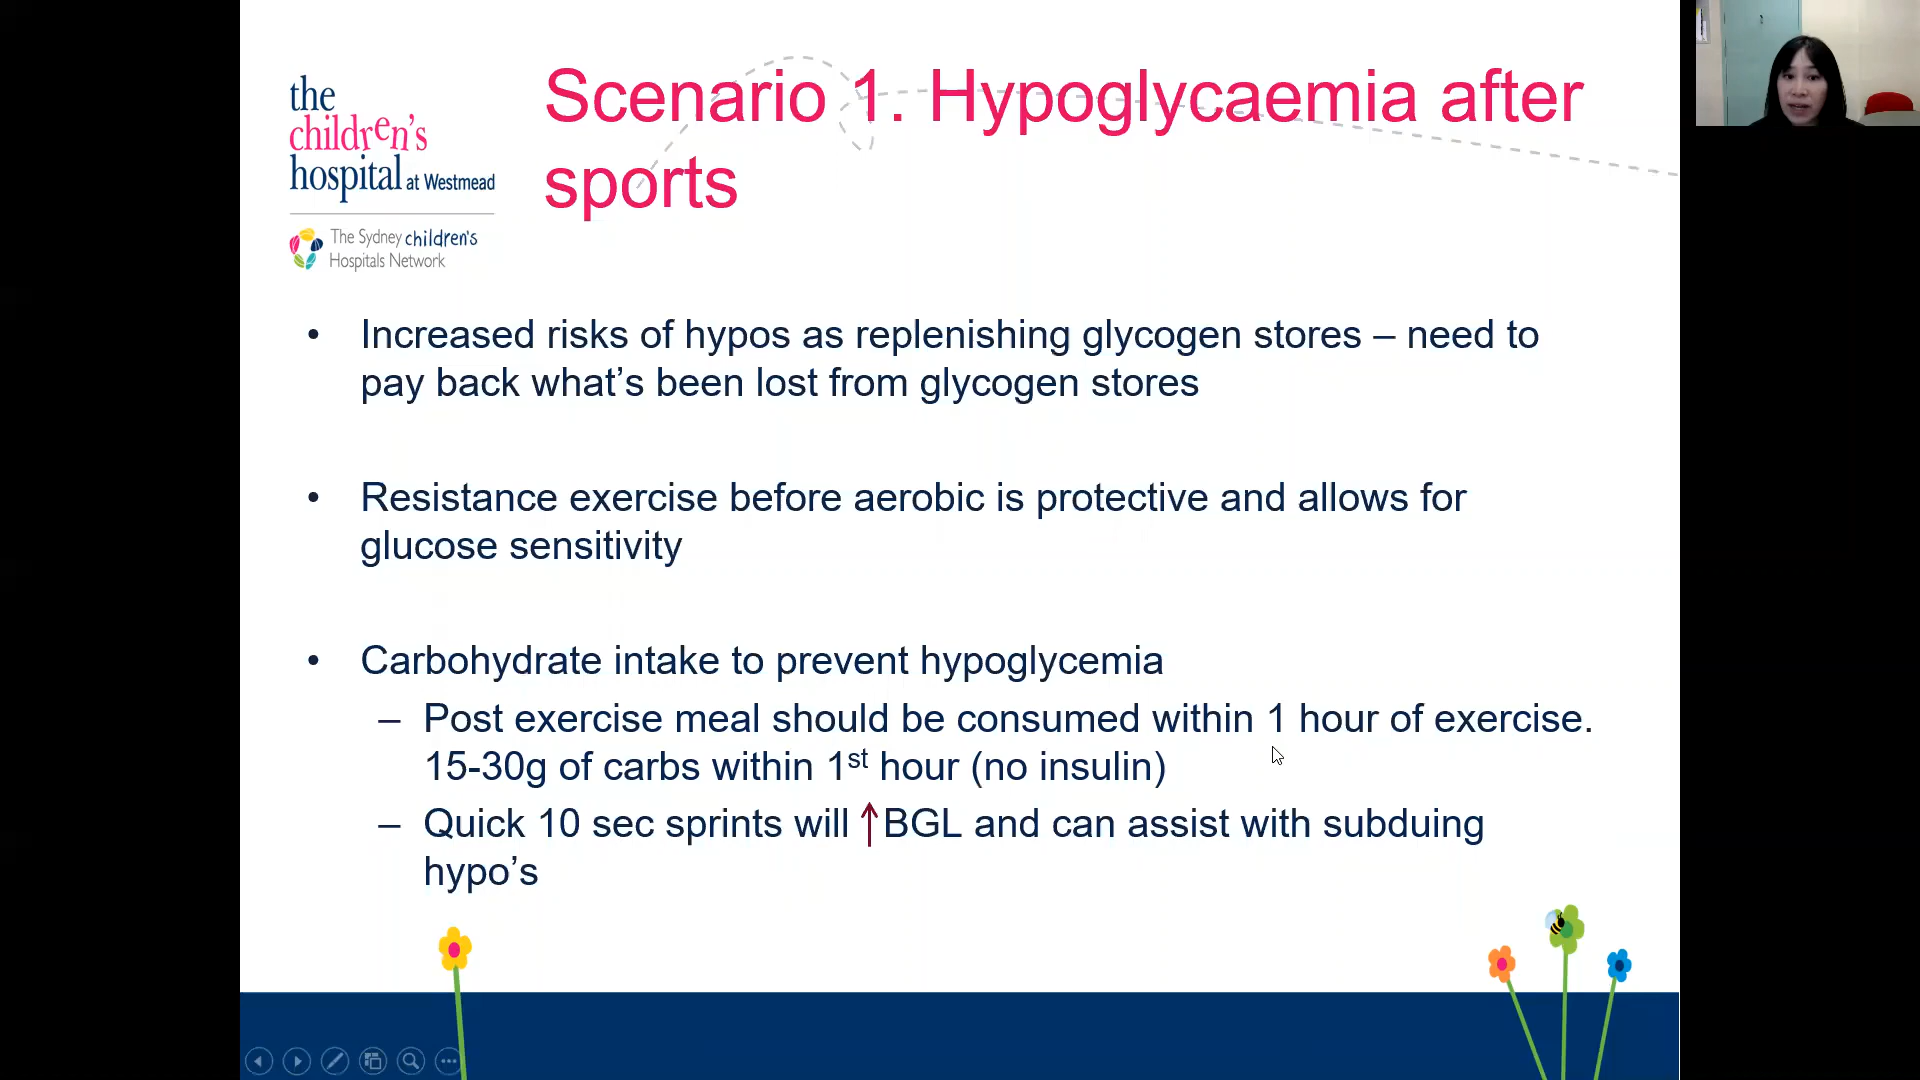 the
children's
hospital at Westmead
The Sydney children's
Hospitals Network
Scenario 1. Hypoglycaemia after
sports
• Increased risks of hypos as replenishing glycogen stores – need to
pay back what’s been lost from glycogen stores
• Resistance exercise before aerobic is protective and allows for
glucose sensitivity
• Carbohydrate intake to prevent hypoglycemia
– Post exercise meal should be consumed within 1 hour of exercise.
15-30g of carbs within 1st hour (no insulin)
– Quick 10 sec sprints will ↑BGL and can assist with subduing
hypo’s